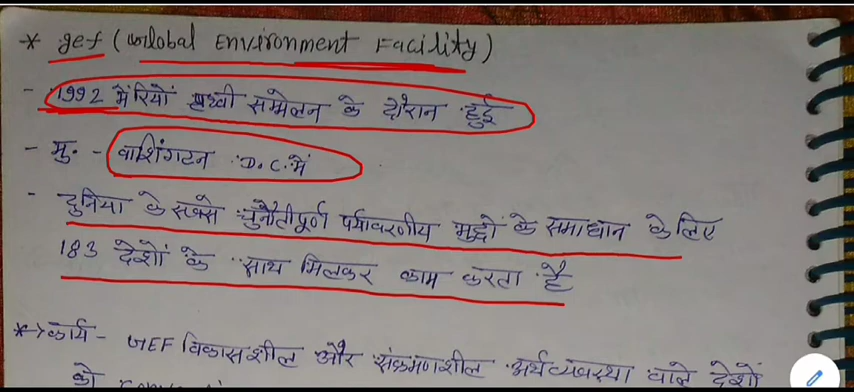 * gef (Global Environment Facility)
- 1992 में रियों पृथ्वी सम्मेलन के दौरान हुई
- मु. - वाशिंगटन D.C. में
- दुनिया के सबसे चुनौतीपूर्ण पर्यावरणीय मुद्दों के समाधान के लिए
183 देशों के साथ मिलकर काम करता है
*→ कार्य - GEF विकासशील और संक्रमणशील अर्थव्यवस्था वाले देशों
को